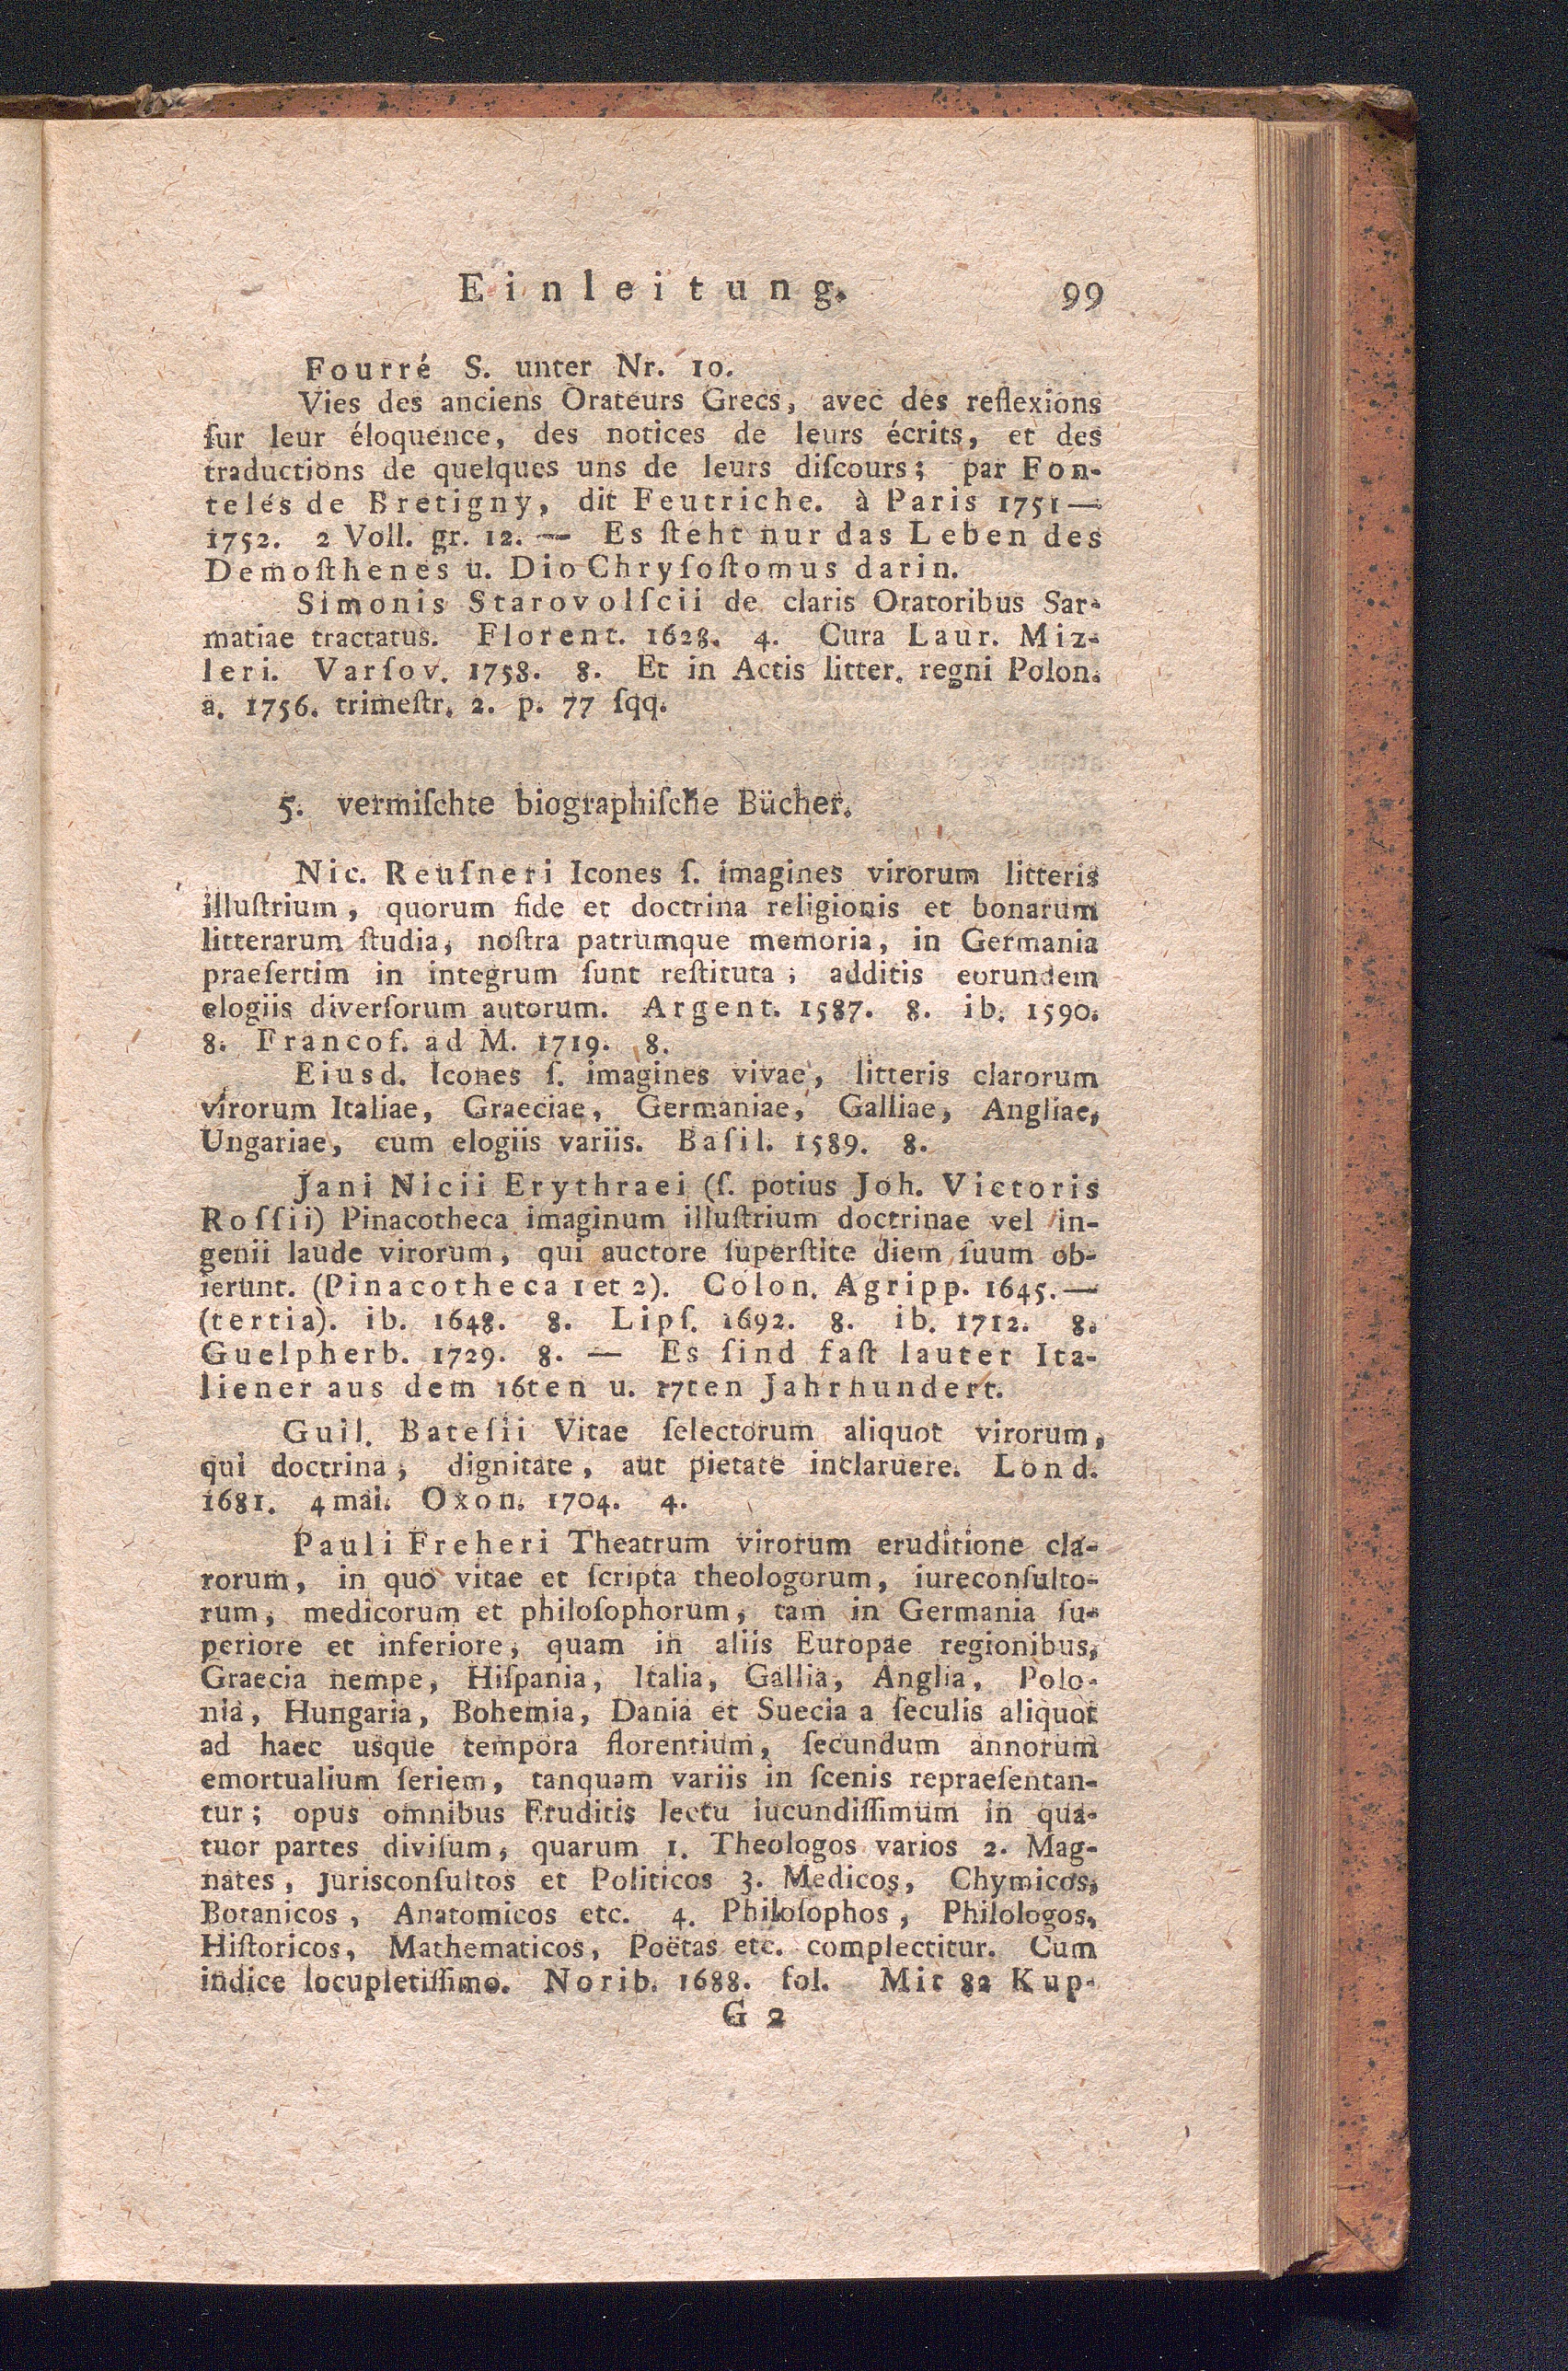 Einleitung. 99
Fourré S. unter Nr. 10.
Vies des anciens Orateurs Grecs, avec des reflexions
ſur leur éloquence, des notices de leurs écrits, et des
traductions de quelques uns de leurs diſcours; par Fon-
telés de Bretigny, dit Feutriche. à Paris 1751—
1752. 2 Voll. gr. 12. — Es ſteht nur das Leben des
Demoſthenes u. Dio Chryſoſtomus darin.
Simonis Starovolſcii de claris Oratoribus Sar-
matiae tractatus. Florent. 1628. 4. Cura Laur. Miz-
leri. Varſov. 1758. 8. Et in Actis litter. regni Polon.
a. 1756. trimeſtr. 2. p. 77 ſqq.
5. vermiſchte biographiſche Bücher.
Nic. Reuſneri Icones ſ. imagines virorum litteris
illuſtrium, quorum fide et doctrina religionis et bonarum
litterarum ſtudia, noſtra patrumque memoria, in Germania
praeſertim in integrum ſunt reſtituta; additis eorundem
elogiis diverſorum autorum. Argent. 1587. 8. ib. 1590.
8. Francof. ad M. 1719. 8.
Eiusd. Icones ſ. imagines vivae, litteris clarorum
virorum Italiae, Graeciae, Germaniae, Galliae, Angliae,
Ungariae, cum elogiis variis. Baſil. 1589. 8.
Jani Nicii Erythraei (ſ. potius Joh. Victoris
Roſſii) Pinacotheca imaginum illuſtrium doctrinae vel in-
genii laude virorum, qui auctore ſuperſtite diem ſuum ob-
ierunt. (Pinacotheca 1 et 2). Colon. Agripp. 1645.—
(tertia). ib. 1648. 8. Lipſ. 1692. 8. ib. 1712. 8.
Guelpherb. 1729. 8. — Es ſind faſt lauter Ita-
liener aus dem 16ten u. 17ten Jahrhundert.
Guil. Bateſii Vitae ſelectorum aliquot virorum,
qui doctrina, dignitate, aut pietate inclaruere. Lond.
1681. 4 mai. Oxon. 1704. 4.
Pauli Freheri Theatrum virorum eruditione cla-
rorum, in quo vitae et ſcripta theologorum, iureconſulto-
rum, medicorum et philoſophorum, tam in Germania ſu-
periore et inferiore, quam in aliis Europae regionibus,
Graecia nempe, Hiſpania, Italia, Gallia, Anglia, Polo-
nia, Hungaria, Bohemia, Dania et Suecia a ſeculis aliquot
ad haec usque tempora florentium, ſecundum annorum
emortualium ſeriem, tanquam variis in ſcenis repraeſentan-
tur; opus omnibus Eruditis lectu iucundiſſimum in qua-
tuor partes diviſum, quarum 1. Theologos varios 2. Mag-
nates, Jurisconſultos et Politicos 3. Medicos, Chymicos,
Botanicos, Anatomicos etc. 4. Philoſophos, Philologos,
Hiſtoricos, Mathematicos, Poëtas etc. complectitur. Cum
indice locupletiſſimo. Norib. 1688. fol. Mit 82 Kup-
G 2